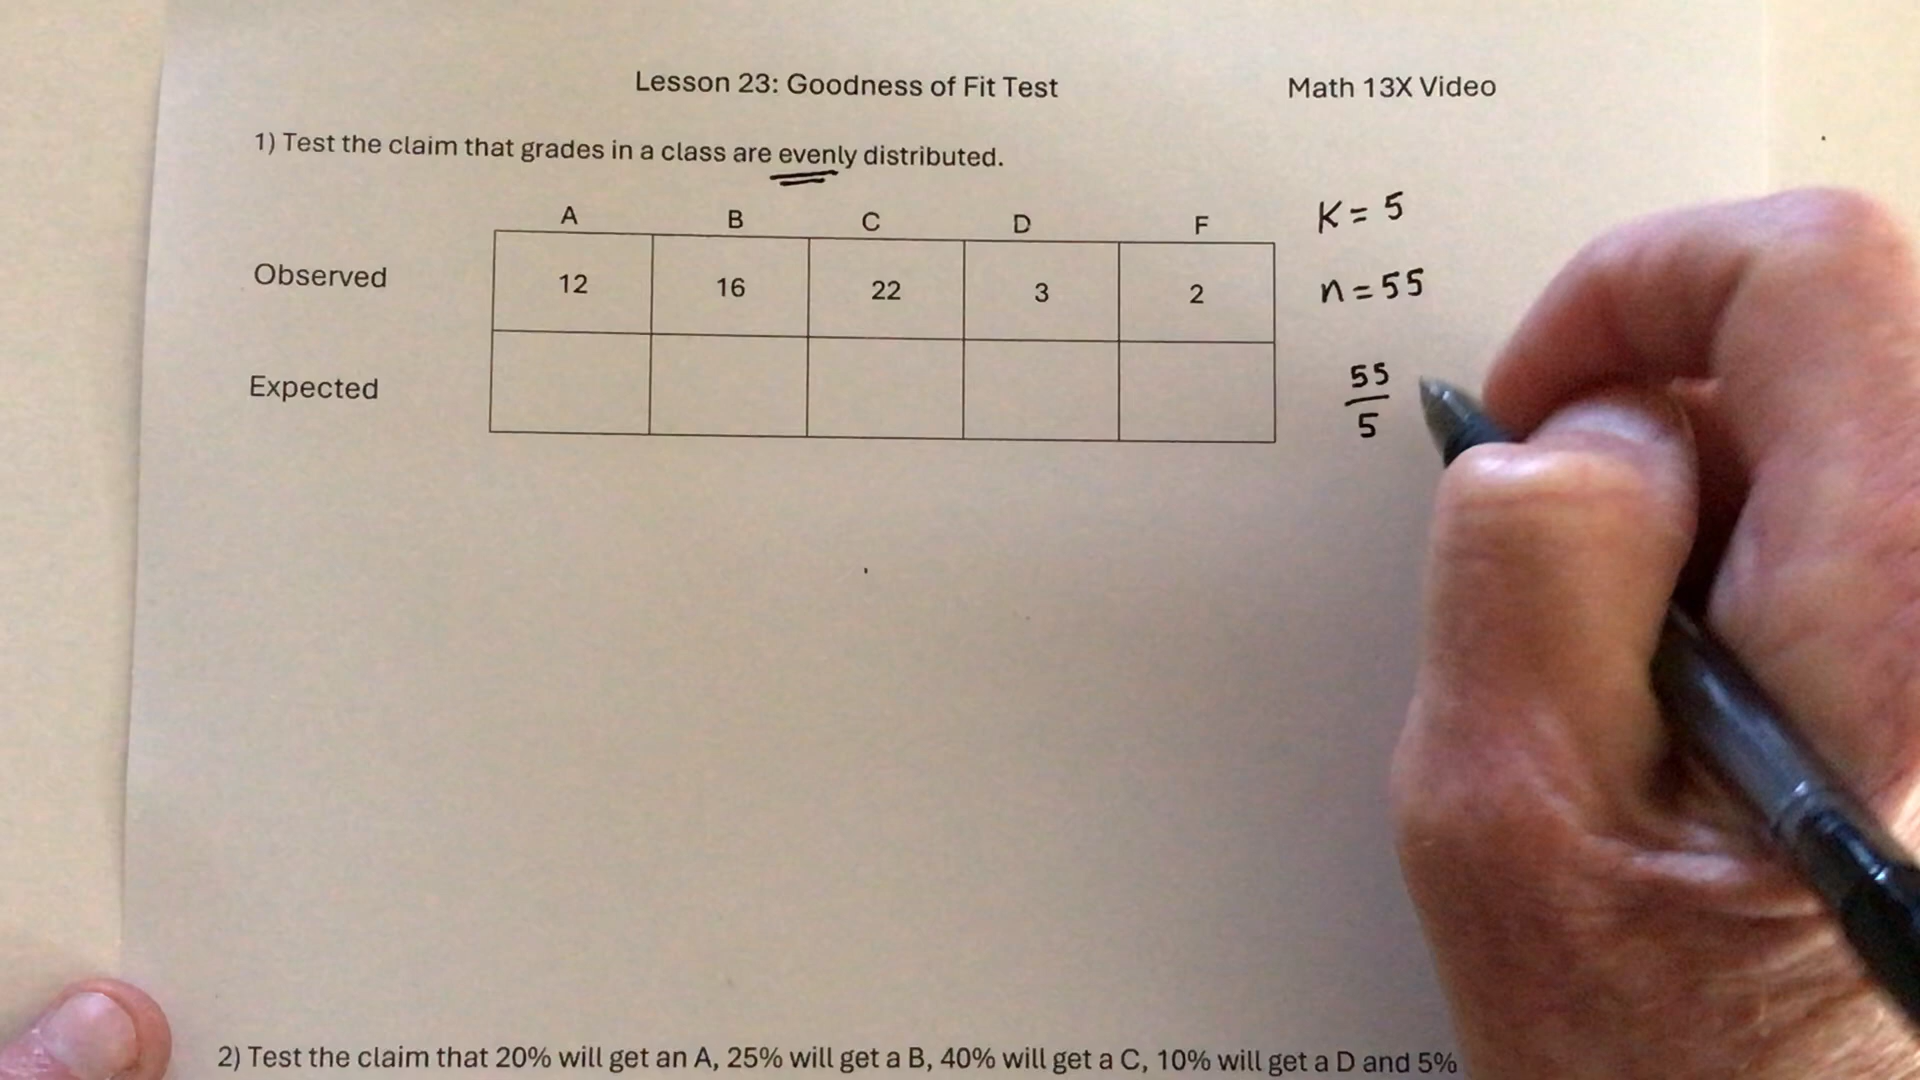 Lesson 23: Goodness of Fit Test Math 13X Video
1) Test the claim that grades in a class are evenly distributed.
A B C D F
K = 5
Observed 12 16 22 3 2
n = 55
Expected
55
5
2) Test the claim that 20% will get an A, 25% will get a B, 40% will get a C, 10% will get a D and 5%